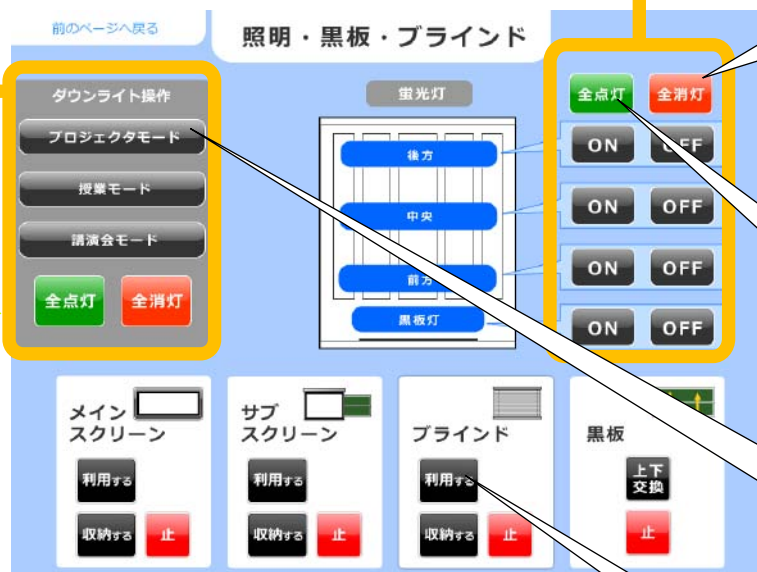 前のページへ戻る
照明・黒板・ブラインド
ダウンライト操作
プロジェクタモード
授業モード
講演会モード
全点灯 全消灯
蛍光灯
後方
中央
前方
黒板灯
全点灯 全消灯
ON OFF
ON OFF
ON OFF
ON OFF
メイン
スクリーン
利用する
収納する 止
サブ
スクリーン
利用する
収納する 止
ブラインド
利用する
収納する 止
黒板
上下
交換
止